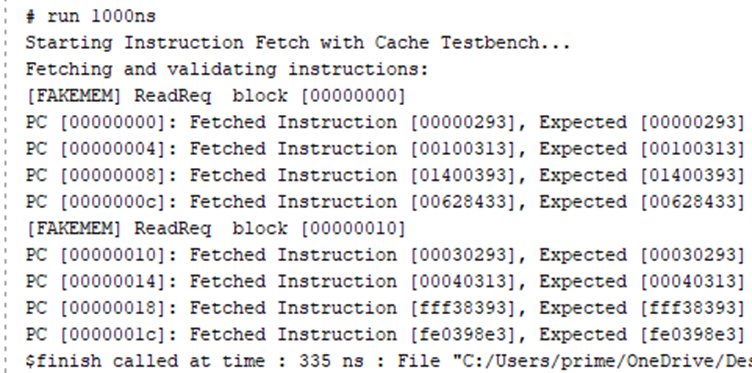 # run 1000ns
Starting Instruction Fetch with Cache Testbench...
Fetching and validating instructions:
[FAKEMEM] ReadReq  block [00000000]
PC [00000000]: Fetched Instruction [00000293], Expected [00000293]
PC [00000004]: Fetched Instruction [00100313], Expected [00100313]
PC [00000008]: Fetched Instruction [01400393], Expected [01400393]
PC [0000000c]: Fetched Instruction [00628433], Expected [00628433]
[FAKEMEM] ReadReq  block [00000010]
PC [00000010]: Fetched Instruction [00030293], Expected [00030293]
PC [00000014]: Fetched Instruction [00040313], Expected [00040313]
PC [00000018]: Fetched Instruction [fff38393], Expected [fff38393]
PC [0000001c]: Fetched Instruction [fe0398e3], Expected [fe0398e3]
$finish called at time : 335 ns : File "C:/Users/prime/OneDrive/Des